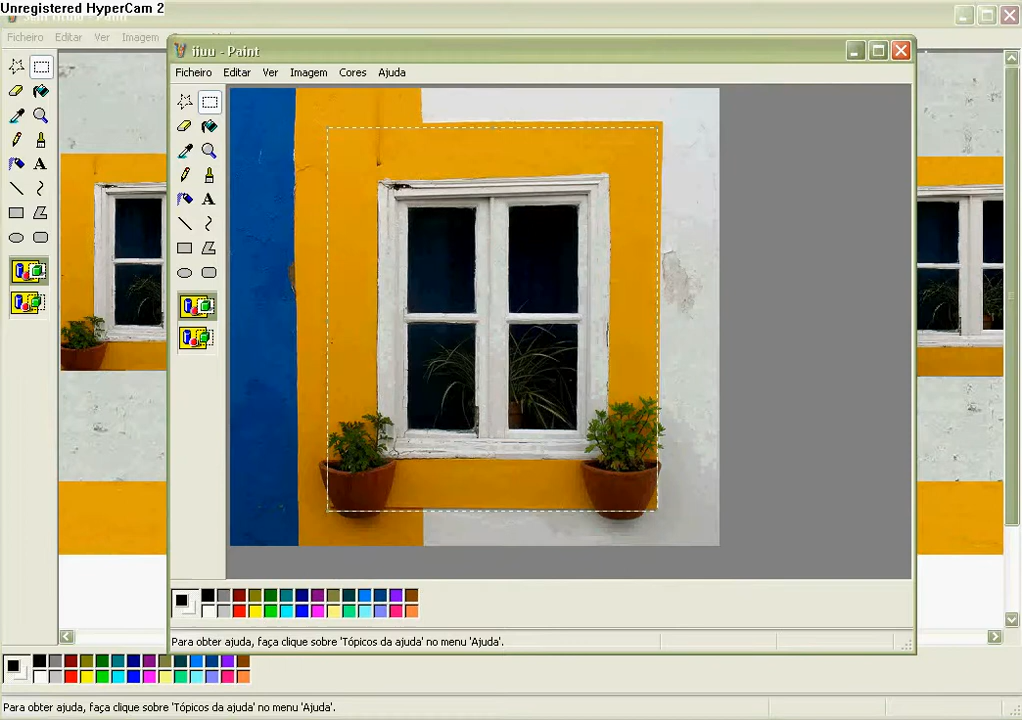 Unregistered HyperCam 2
Ficheiro Editar Ver Imagem
iiuu - Paint
Ficheiro Editar Ver Imagem Cores Ajuda
A
A
Para obter ajuda, faça clique sobre 'Tópicos da ajuda' no menu 'Ajuda'.
Para obter ajuda, faça clique sobre 'Tópicos da ajuda' no menu 'Ajuda'.